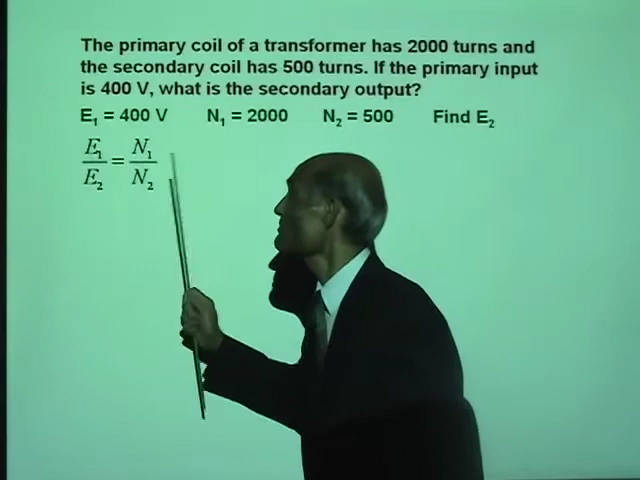 The primary coil of a transformer has 2000 turns and
the secondary coil has 500 turns. If the primary input
is 400 V, what is the secondary output?
E₁ = 400 V N₁ = 2000 N₂ = 500 Find E₂
E₁/E₂ = N₁/N₂